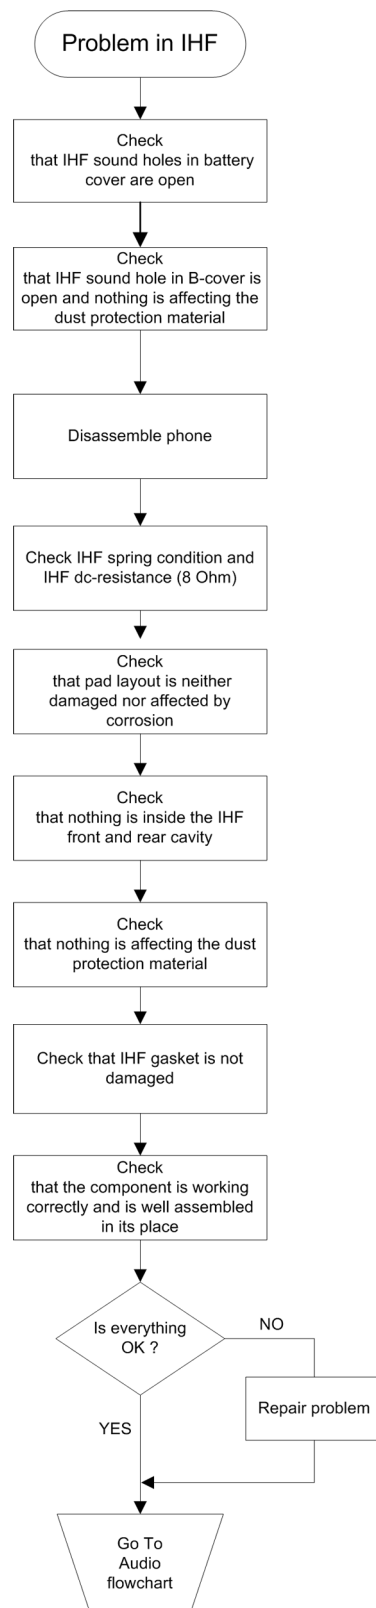 Problem in IHF
Check
that IHF sound holes in battery
cover are open
Check
that IHF sound hole in B-cover is
open and nothing is affecting the
dust protection material
Disassemble phone
Check IHF spring condition and
IHF dc-resistance (8 Ohm)
Check
that pad layout is neither
damaged nor affected by
corrosion
Check
that nothing is inside the IHF
front and rear cavity
Check
that nothing is affecting the dust
protection material
Check that IHF gasket is not
damaged
Check
that the component is working
correctly and is well assembled
in its place
Is everything
OK ?
NO
Repair problem
YES
Go To
Audio
flowchart